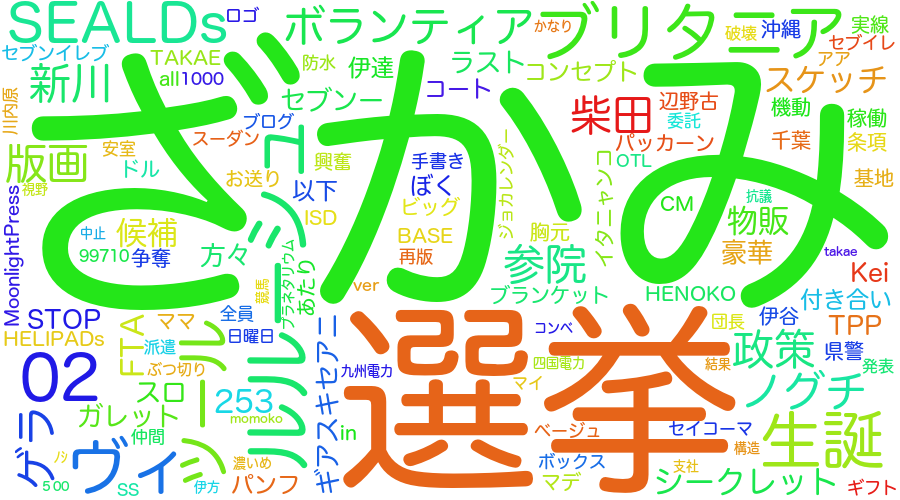 SEALDs
ロゴ
ボランティア
ブリタニア
かなり
破壊
沖縄
実線
セブンイレブ
TAKAE
防水
伊達
ラスト
アア
セブイレ
all
1000
コンセプト
スケッチ
新川
ざかみ
セブンー
コート
柴田
辺野古
機動
稼働
川内原
ブログ
委託
安室
スーダン
パッカーン
千葉
条項
版画
ドル
興奮
手書き
ジョカレンダー
OTL
視野
お送り
以下
ぼく
イタニャンコ
基地
ISD
ビッグ
CM
抗議
MoonlightPress
候補
中止
方々
BASE
胸元
物販
99710
争奪
再版
参院
豪華
takae
競馬
プラネタリウム
あたり
ver
ブランケット
HENOKO
Kei
付き合い
STOP
ママ
全員
団長
伊谷
TPP
HELIPADs
FTA
派遣
日曜日
ギアスキセアニ
選挙
コンベ
政策
県警
02
ぶつ切り
九州電力
四国電力
結果
発表
スロ
253
マイ
ノグチ
ゲラ
ガレット
momoko
in
ベージュ
セイコーマ
生誕
仲間
ヴィ
濃いめ
ボックス
構造
500
SS
伊方
パンフ
マデ
支社
シークレット
ギフト